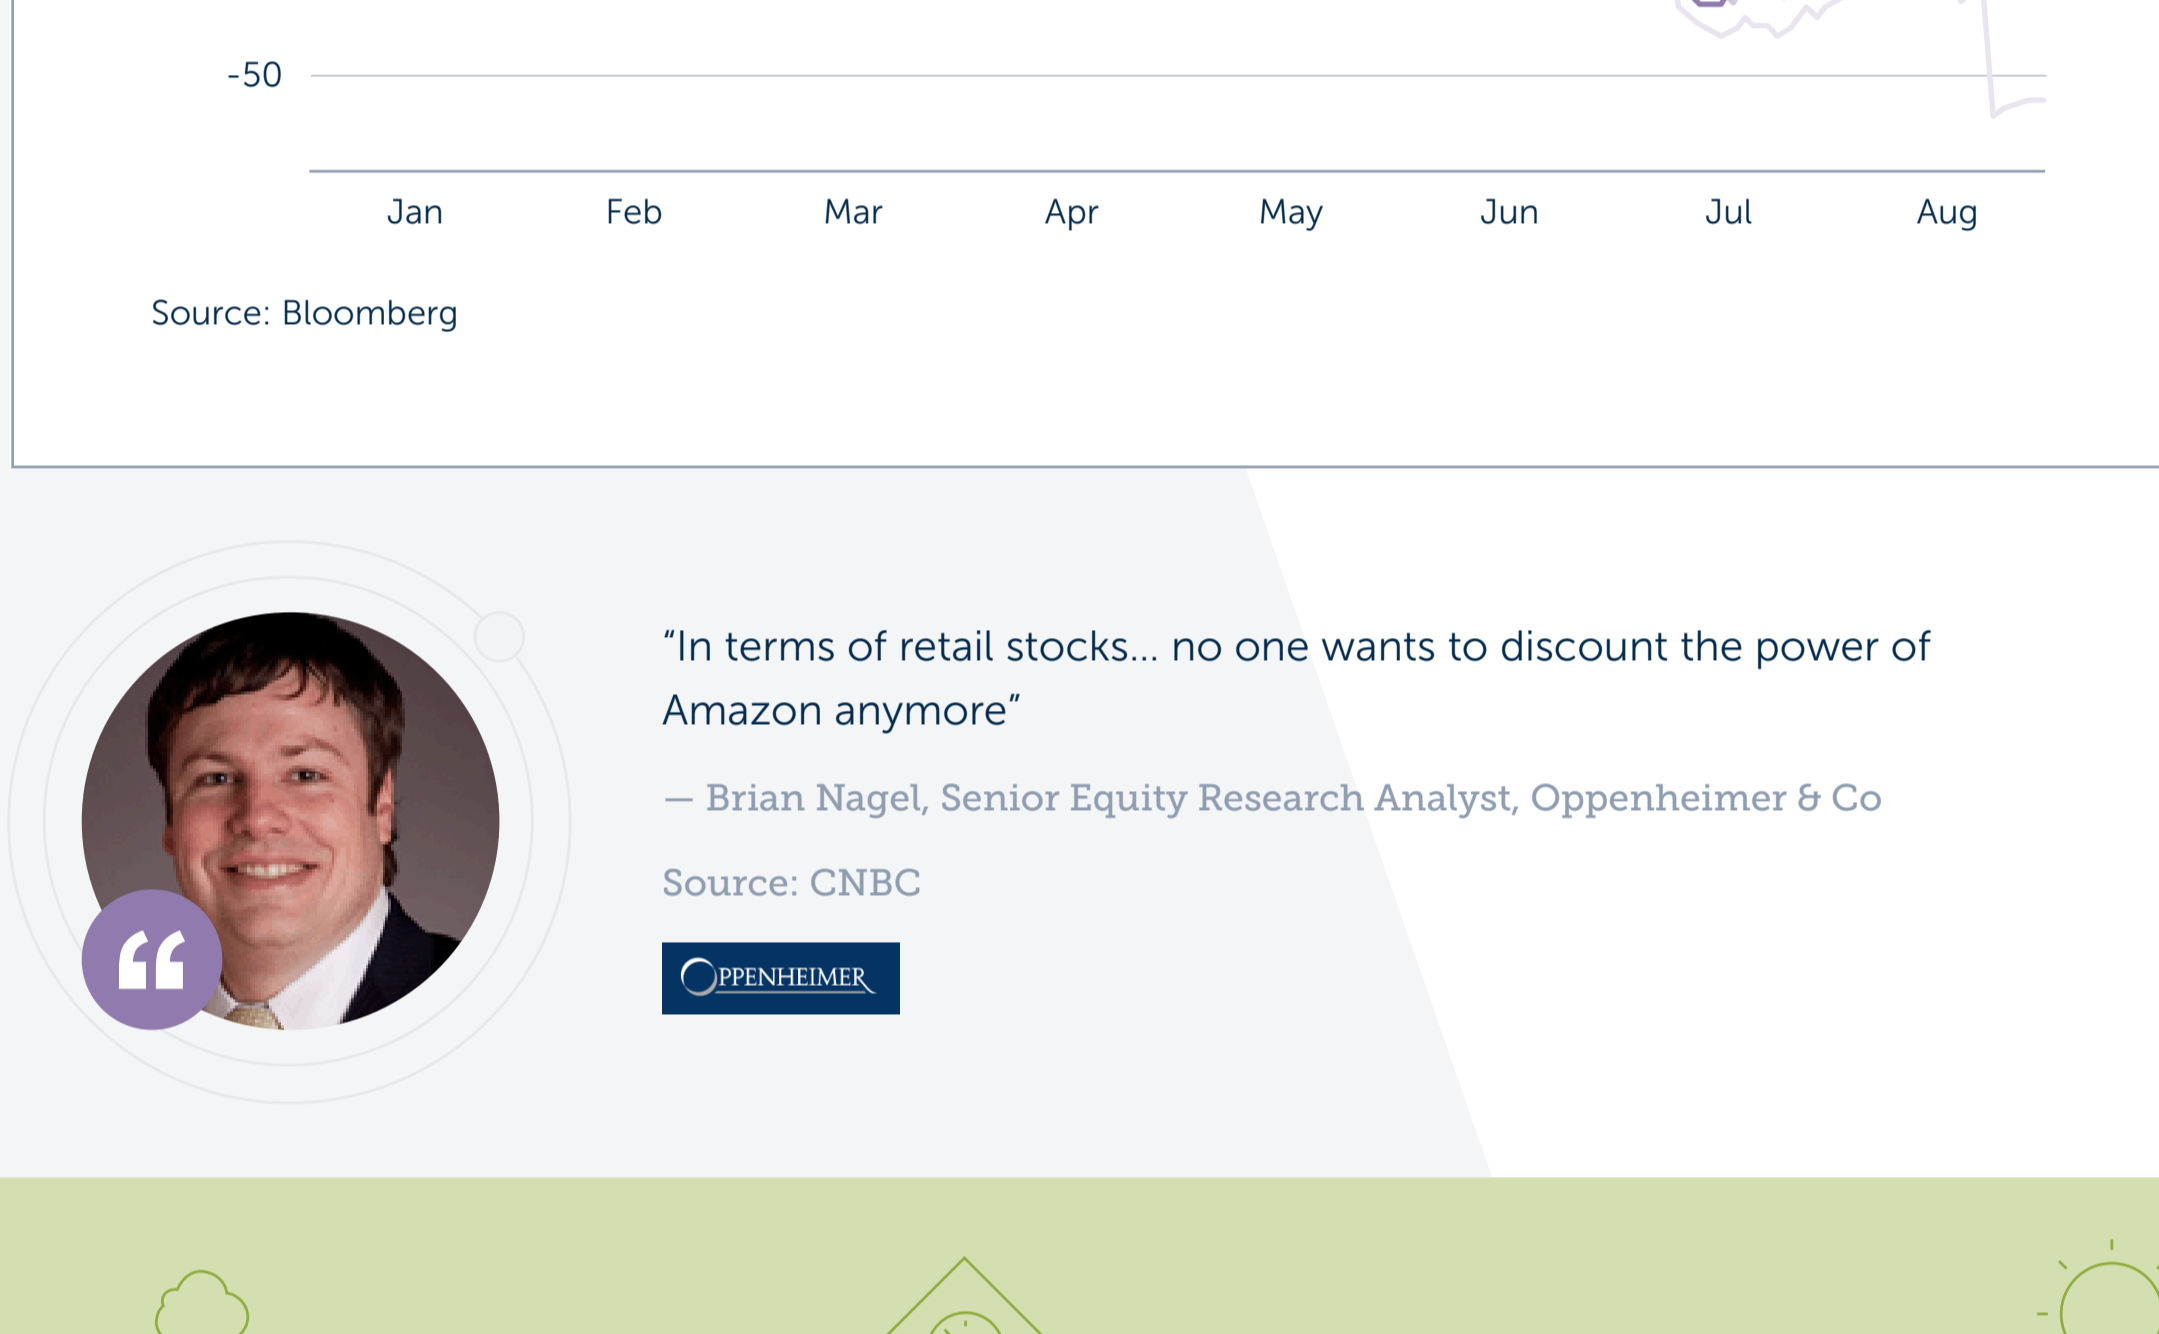 -50
Jan Feb Mar Apr May Jun Jul Aug
Source: Bloomberg
“In terms of retail stocks... no one wants to discount the power of
Amazon anymore”
— Brian Nagel, Senior Equity Research Analyst, Oppenheimer & Co
Source: CNBC
OPPENHEIMER